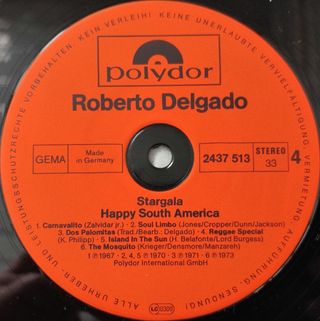 KEIN VERLEIH! KEINE UNERLAUBTE VERVIELFÄLTIGUNG, VERMIETUNG, AUFFÜHRUNG, SENDUNG!
ALLE URHEBER- UND LEISTUNGSSCHUTZRECHTE VORBEHALTEN
polydor
Roberto Delgado
GEMA
Made in Germany
2437 513
STEREO
33
4
Stargala
Happy South America
1. Carnavalito (Zalvidar jr.) · 2. Soul Limbo (Jones/Cropper/Dunn/Jackson)
3. Dos Palomitas (Trad./Bearb.: Delgado) · 4. Reggae Special
(K. Philipp) · 5. Island In The Sun (H. Belafonte/Lord Burgess)
6. The Mosquito (Krieger/Densmore/Manzarek)
1 ℗ 1967 · 2, 4, 5 ℗ 1970 · 3 ℗ 1971 · 6 ℗ 1973
Polydor International GmbH
LC 0309